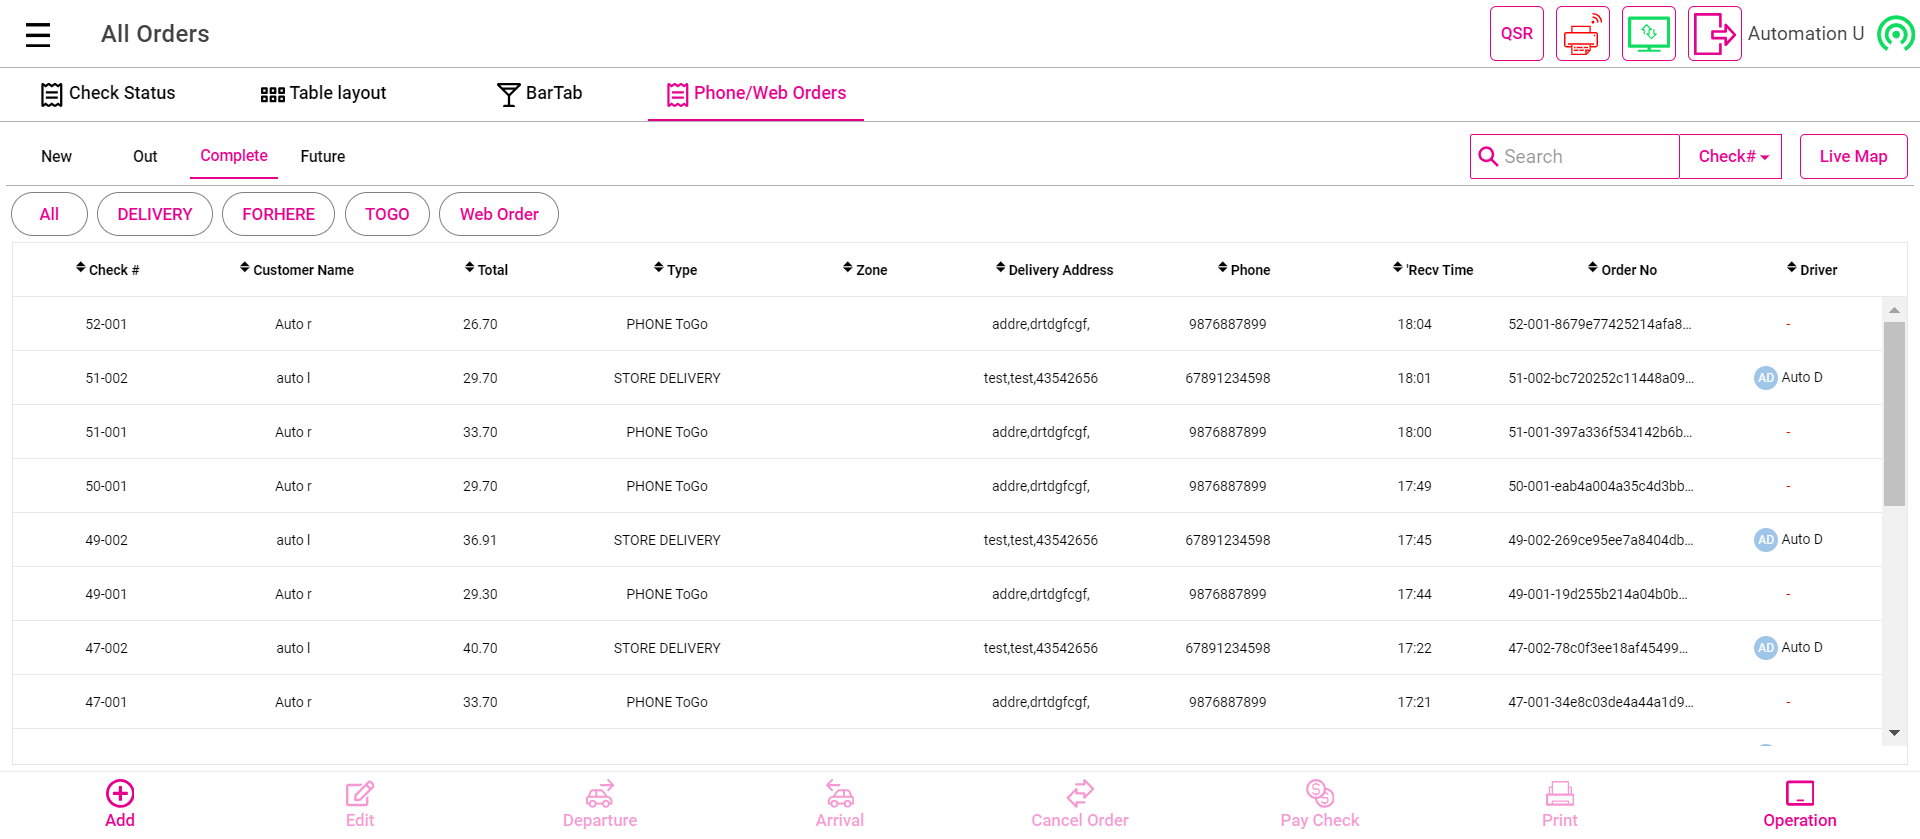 All Orders
QSR
Automation U
Check Status
Table layout
BarTab
Phone/Web Orders
New
Out
Complete
Future
Search
Check#
Live Map
All
DELIVERY
FORHERE
TOGO
Web Order
Check # Customer Name Total Type Zone Delivery Address Phone 'Recv Time Order No Driver
52-001 Auto r 26.70 PHONE ToGo addre,drtdgfcgf, 9876887899 18:04 52-001-8679e77425214afa8... -
51-002 auto l 29.70 STORE DELIVERY test,test,43542656 67891234598 18:01 51-002-bc720252c11448a09... AD Auto D
51-001 Auto r 33.70 PHONE ToGo addre,drtdgfcgf, 9876887899 18:00 51-001-397a336f534142b6b... -
50-001 Auto r 29.70 PHONE ToGo addre,drtdgfcgf, 9876887899 17:49 50-001-eab4a004a35c4d3bb... -
49-002 auto l 36.91 STORE DELIVERY test,test,43542656 67891234598 17:45 49-002-269ce95ee7a8404db... AD Auto D
49-001 Auto r 29.30 PHONE ToGo addre,drtdgfcgf, 9876887899 17:44 49-001-19d255b214a04b0b... -
47-002 auto l 40.70 STORE DELIVERY test,test,43542656 67891234598 17:22 47-002-78c0f3ee18af45499... AD Auto D
47-001 Auto r 33.70 PHONE ToGo addre,drtdgfcgf, 9876887899 17:21 47-001-34e8c03de4a44a1d9... -
Add
Edit
Departure
Arrival
Cancel Order
Pay Check
Print
Operation